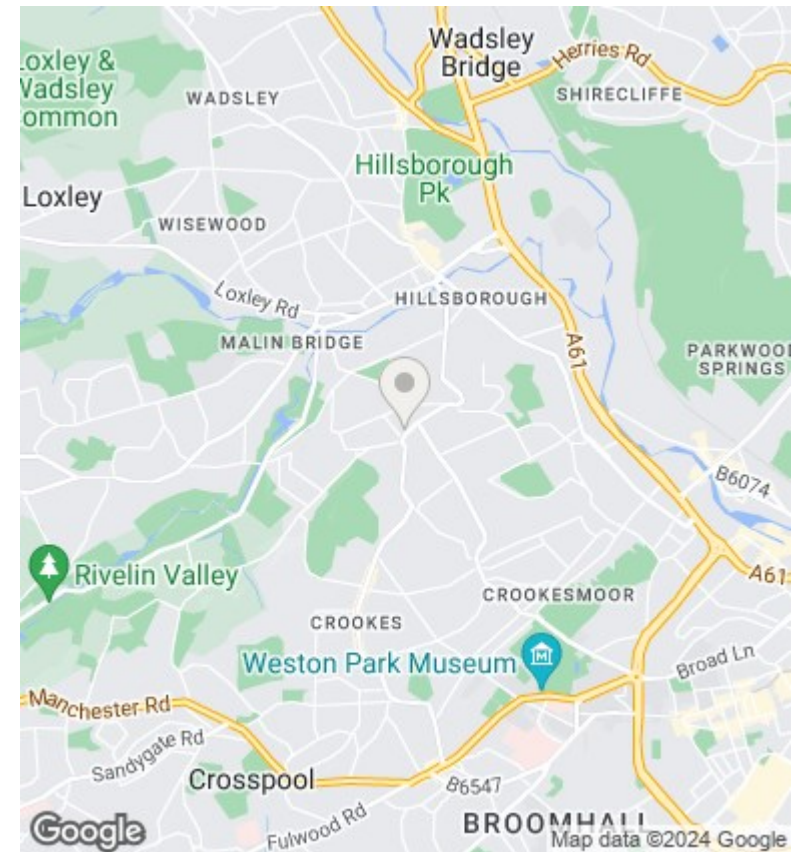 Wadsley
Bridge
Herries Rd
Loxley &
Wadsley
Common
WADSLEY
SHIRECLIFFE
Hillsborough
Pk
Loxley
WISEWOOD
Loxley Rd
HILLSBOROUGH
MALIN BRIDGE
A61
PARKWOOD
SPRINGS
B6074
Rivelin Valley
A61
CROOKESMOOR
CROOKES
Weston Park Museum
M
Broad Ln
Manchester Rd
Sandygate Rd
Crosspool
B6547
BROOMHALL
Fulwood Rd
Google
Map data ©2024 Google